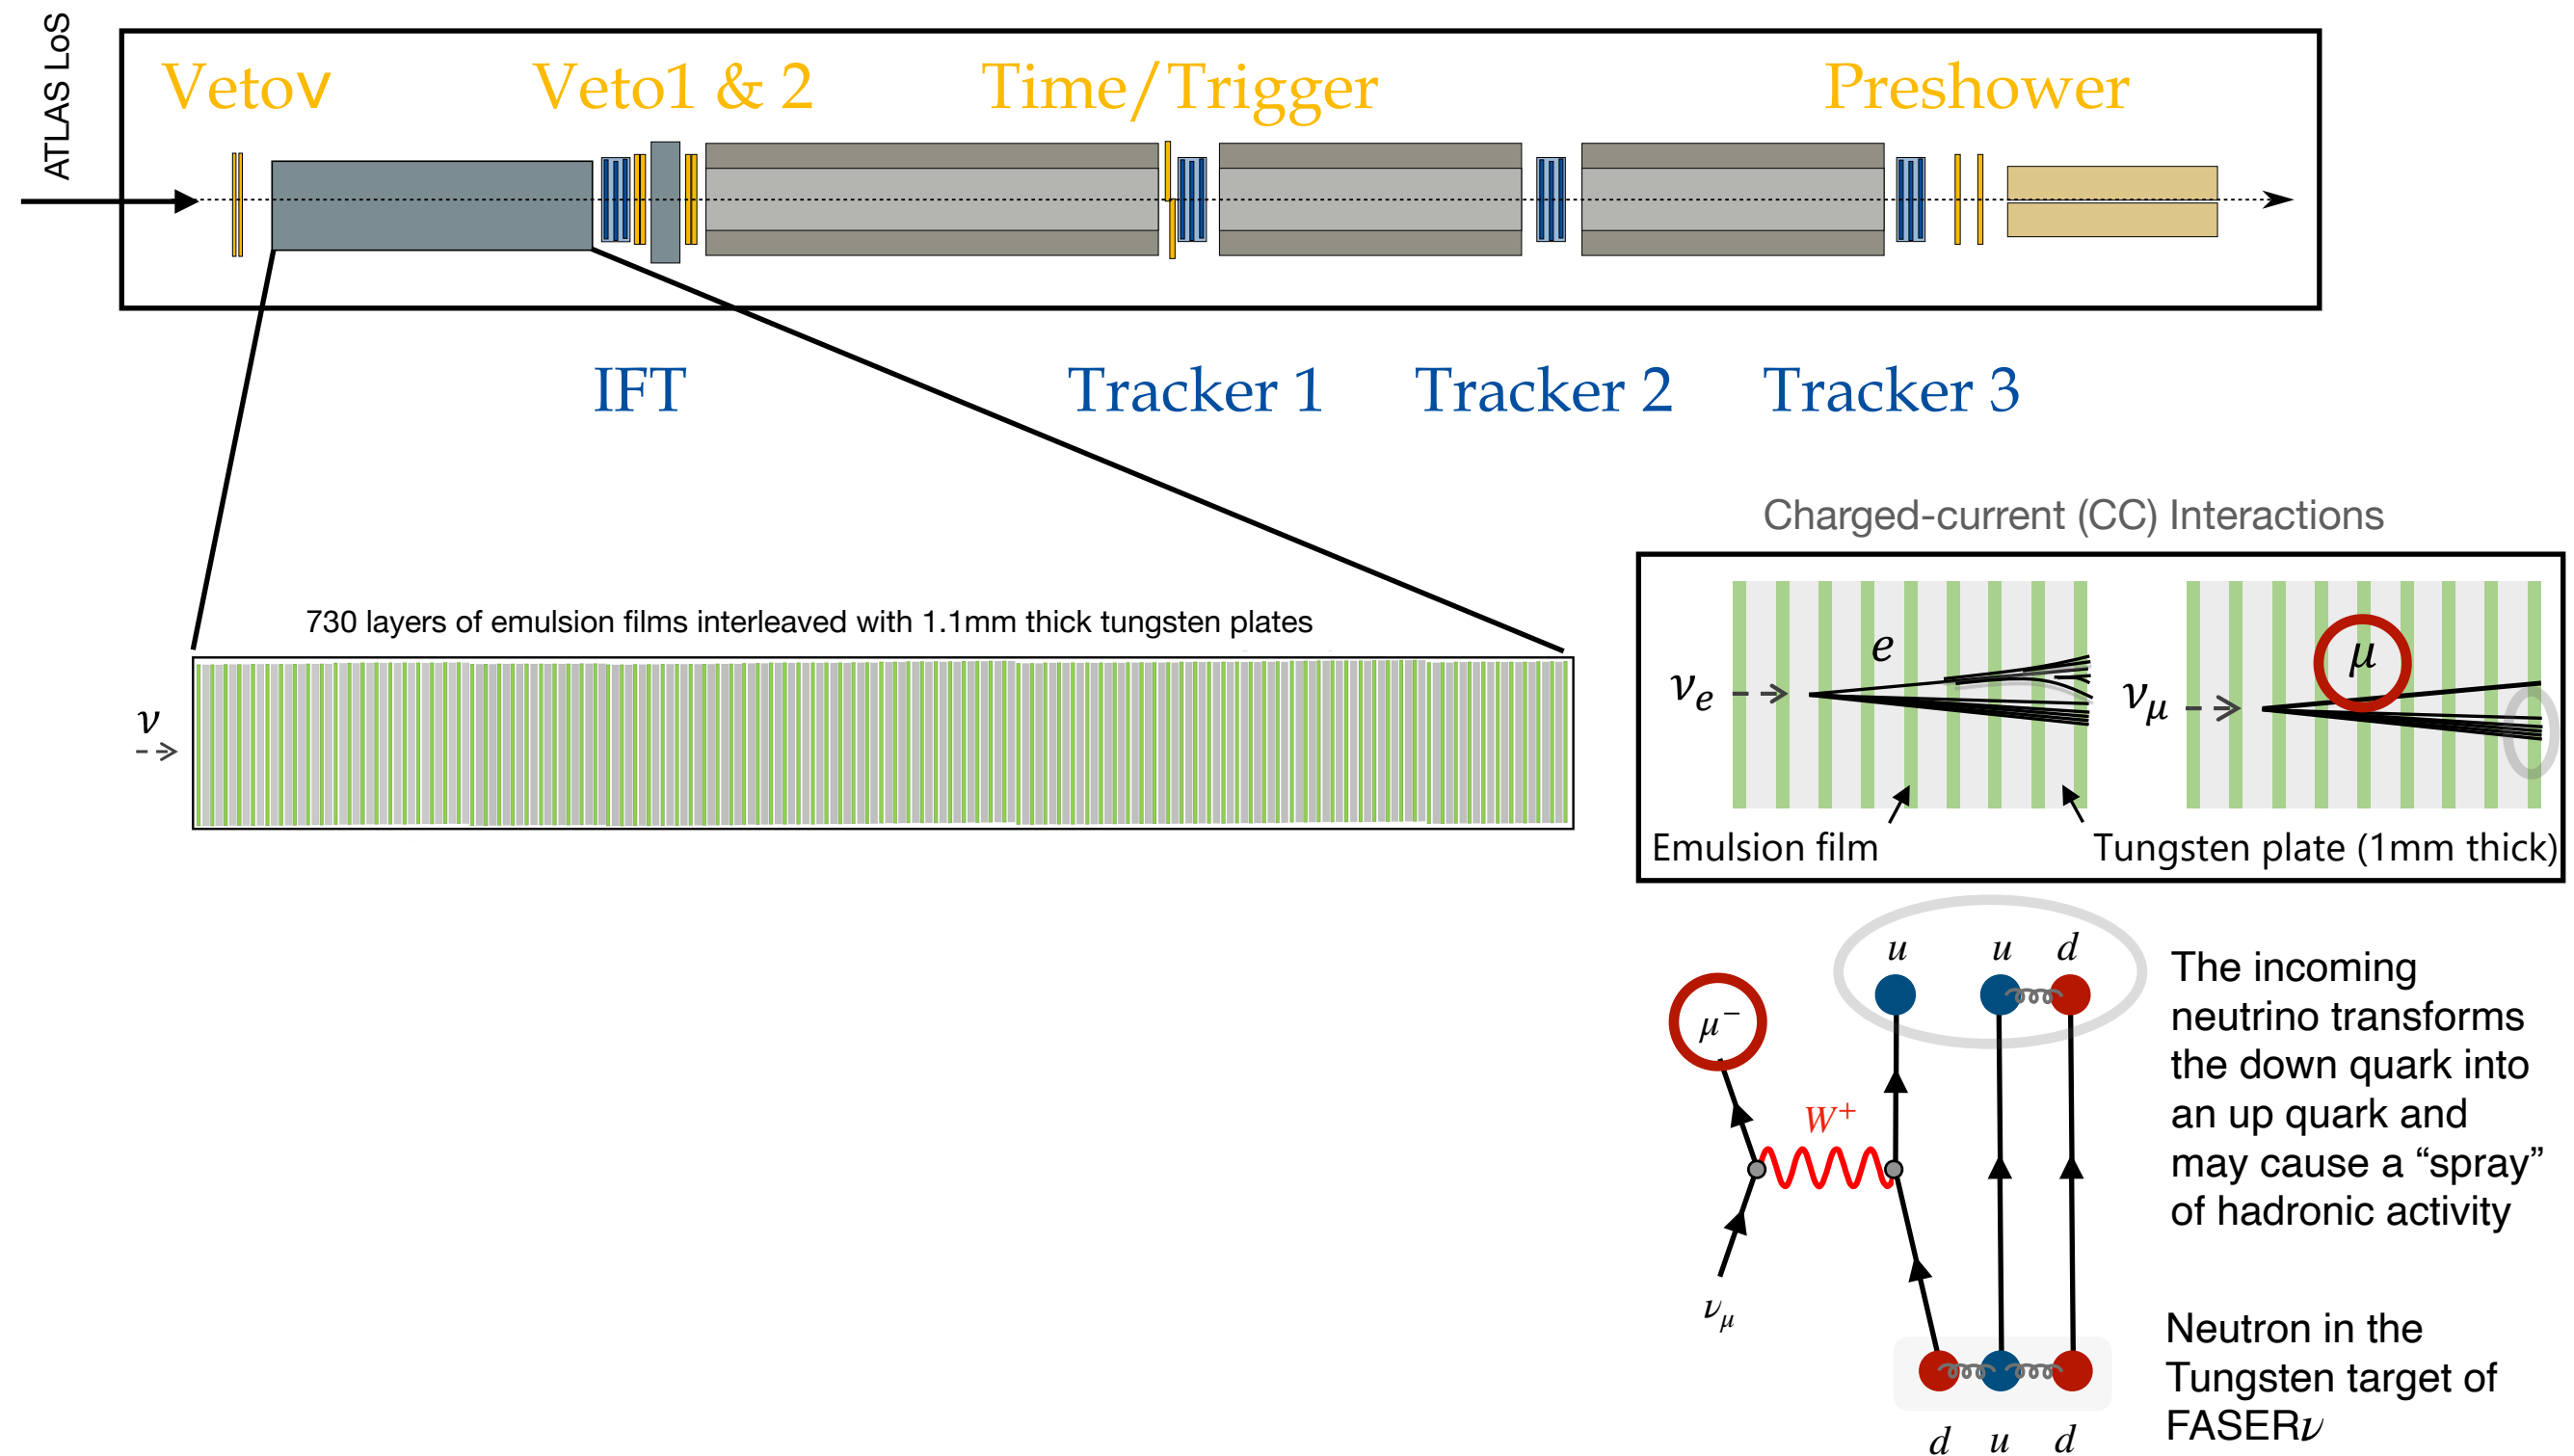 ATLAS LoS
Vetoν
Veto1 & 2
Time/Trigger
Preshower
IFT
Tracker 1
Tracker 2
Tracker 3
730 layers of emulsion films interleaved with 1.1mm thick tungsten plates
ν
Charged-current (CC) Interactions
e
νe
μ
νμ
Emulsion film
Tungsten plate (1mm thick)
u u d
μ−
W+
νμ
d u d
The incoming
neutrino transforms
the down quark into
an up quark and
may cause a “spray”
of hadronic activity
Neutron in the
Tungsten target of
FASERν